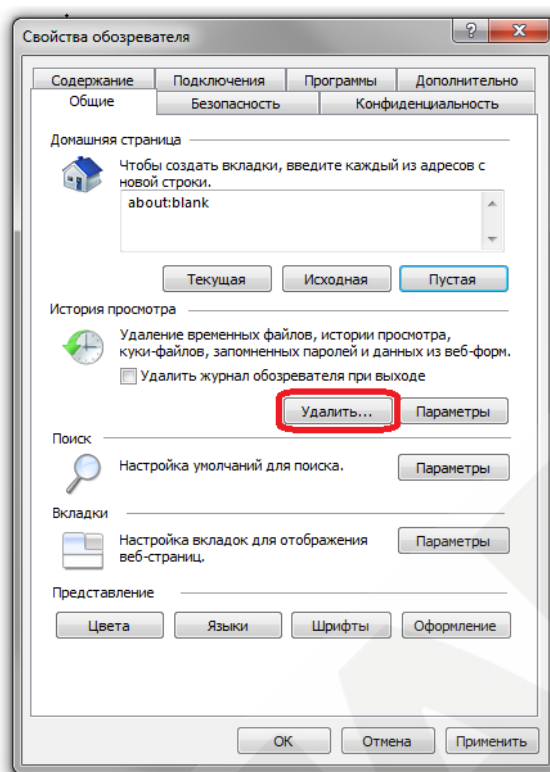 Свойства обозревателя
?
Содержание Подключения Программы Дополнительно
Общие Безопасность Конфиденциальность
Домашняя страница
Чтобы создать вкладки, введите каждый из адресов с
новой строки.
about:blank
Текущая Исходная Пустая
История просмотра
Удаление временных файлов, истории просмотра,
куки-файлов, запомненных паролей и данных из веб-форм.
Удалить журнал обозревателя при выходе
Удалить... Параметры
Поиск
Настройка умолчаний для поиска. Параметры
Вкладки
Настройка вкладок для отображения Параметры
веб-страниц.
Представление
Цвета Языки Шрифты Оформление
ОК Отмена Применить